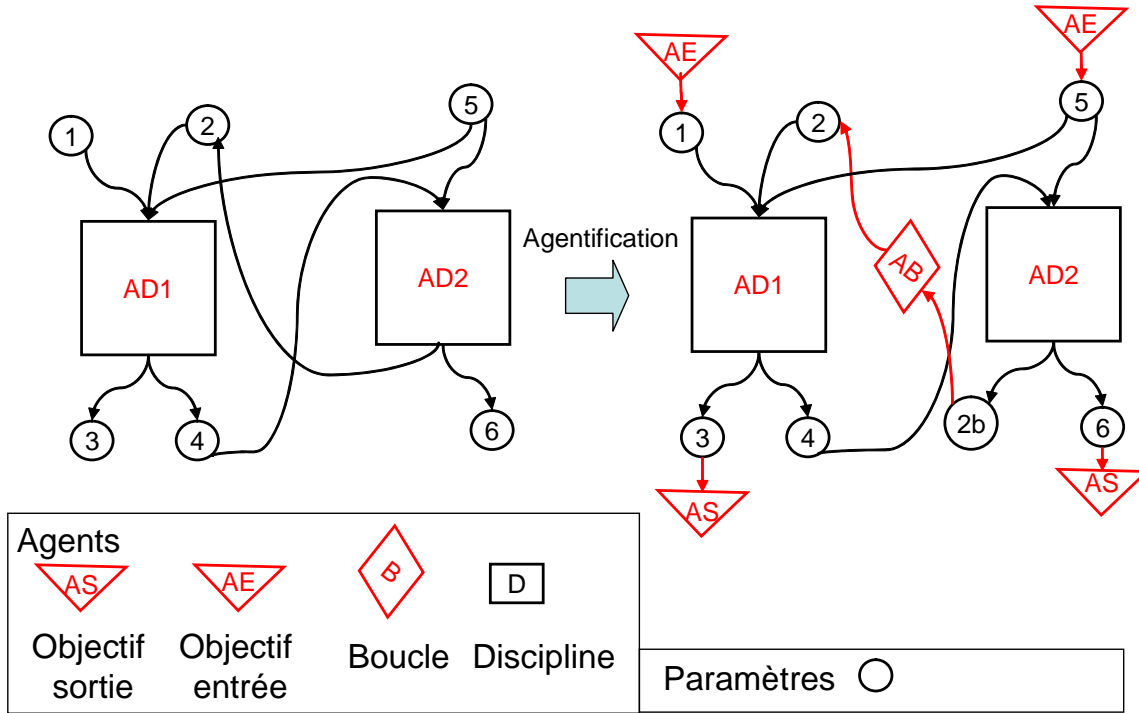 AE
AE
1
2
5
1
2
5
Agentification
AD1
AD2
AD1
AB
AD2
3
4
6
3
4
2b
6
AS
AS
Agents
AS
AE
B
D
Objectif
sortie
Objectif
entrée
Boucle
Discipline
Paramètres